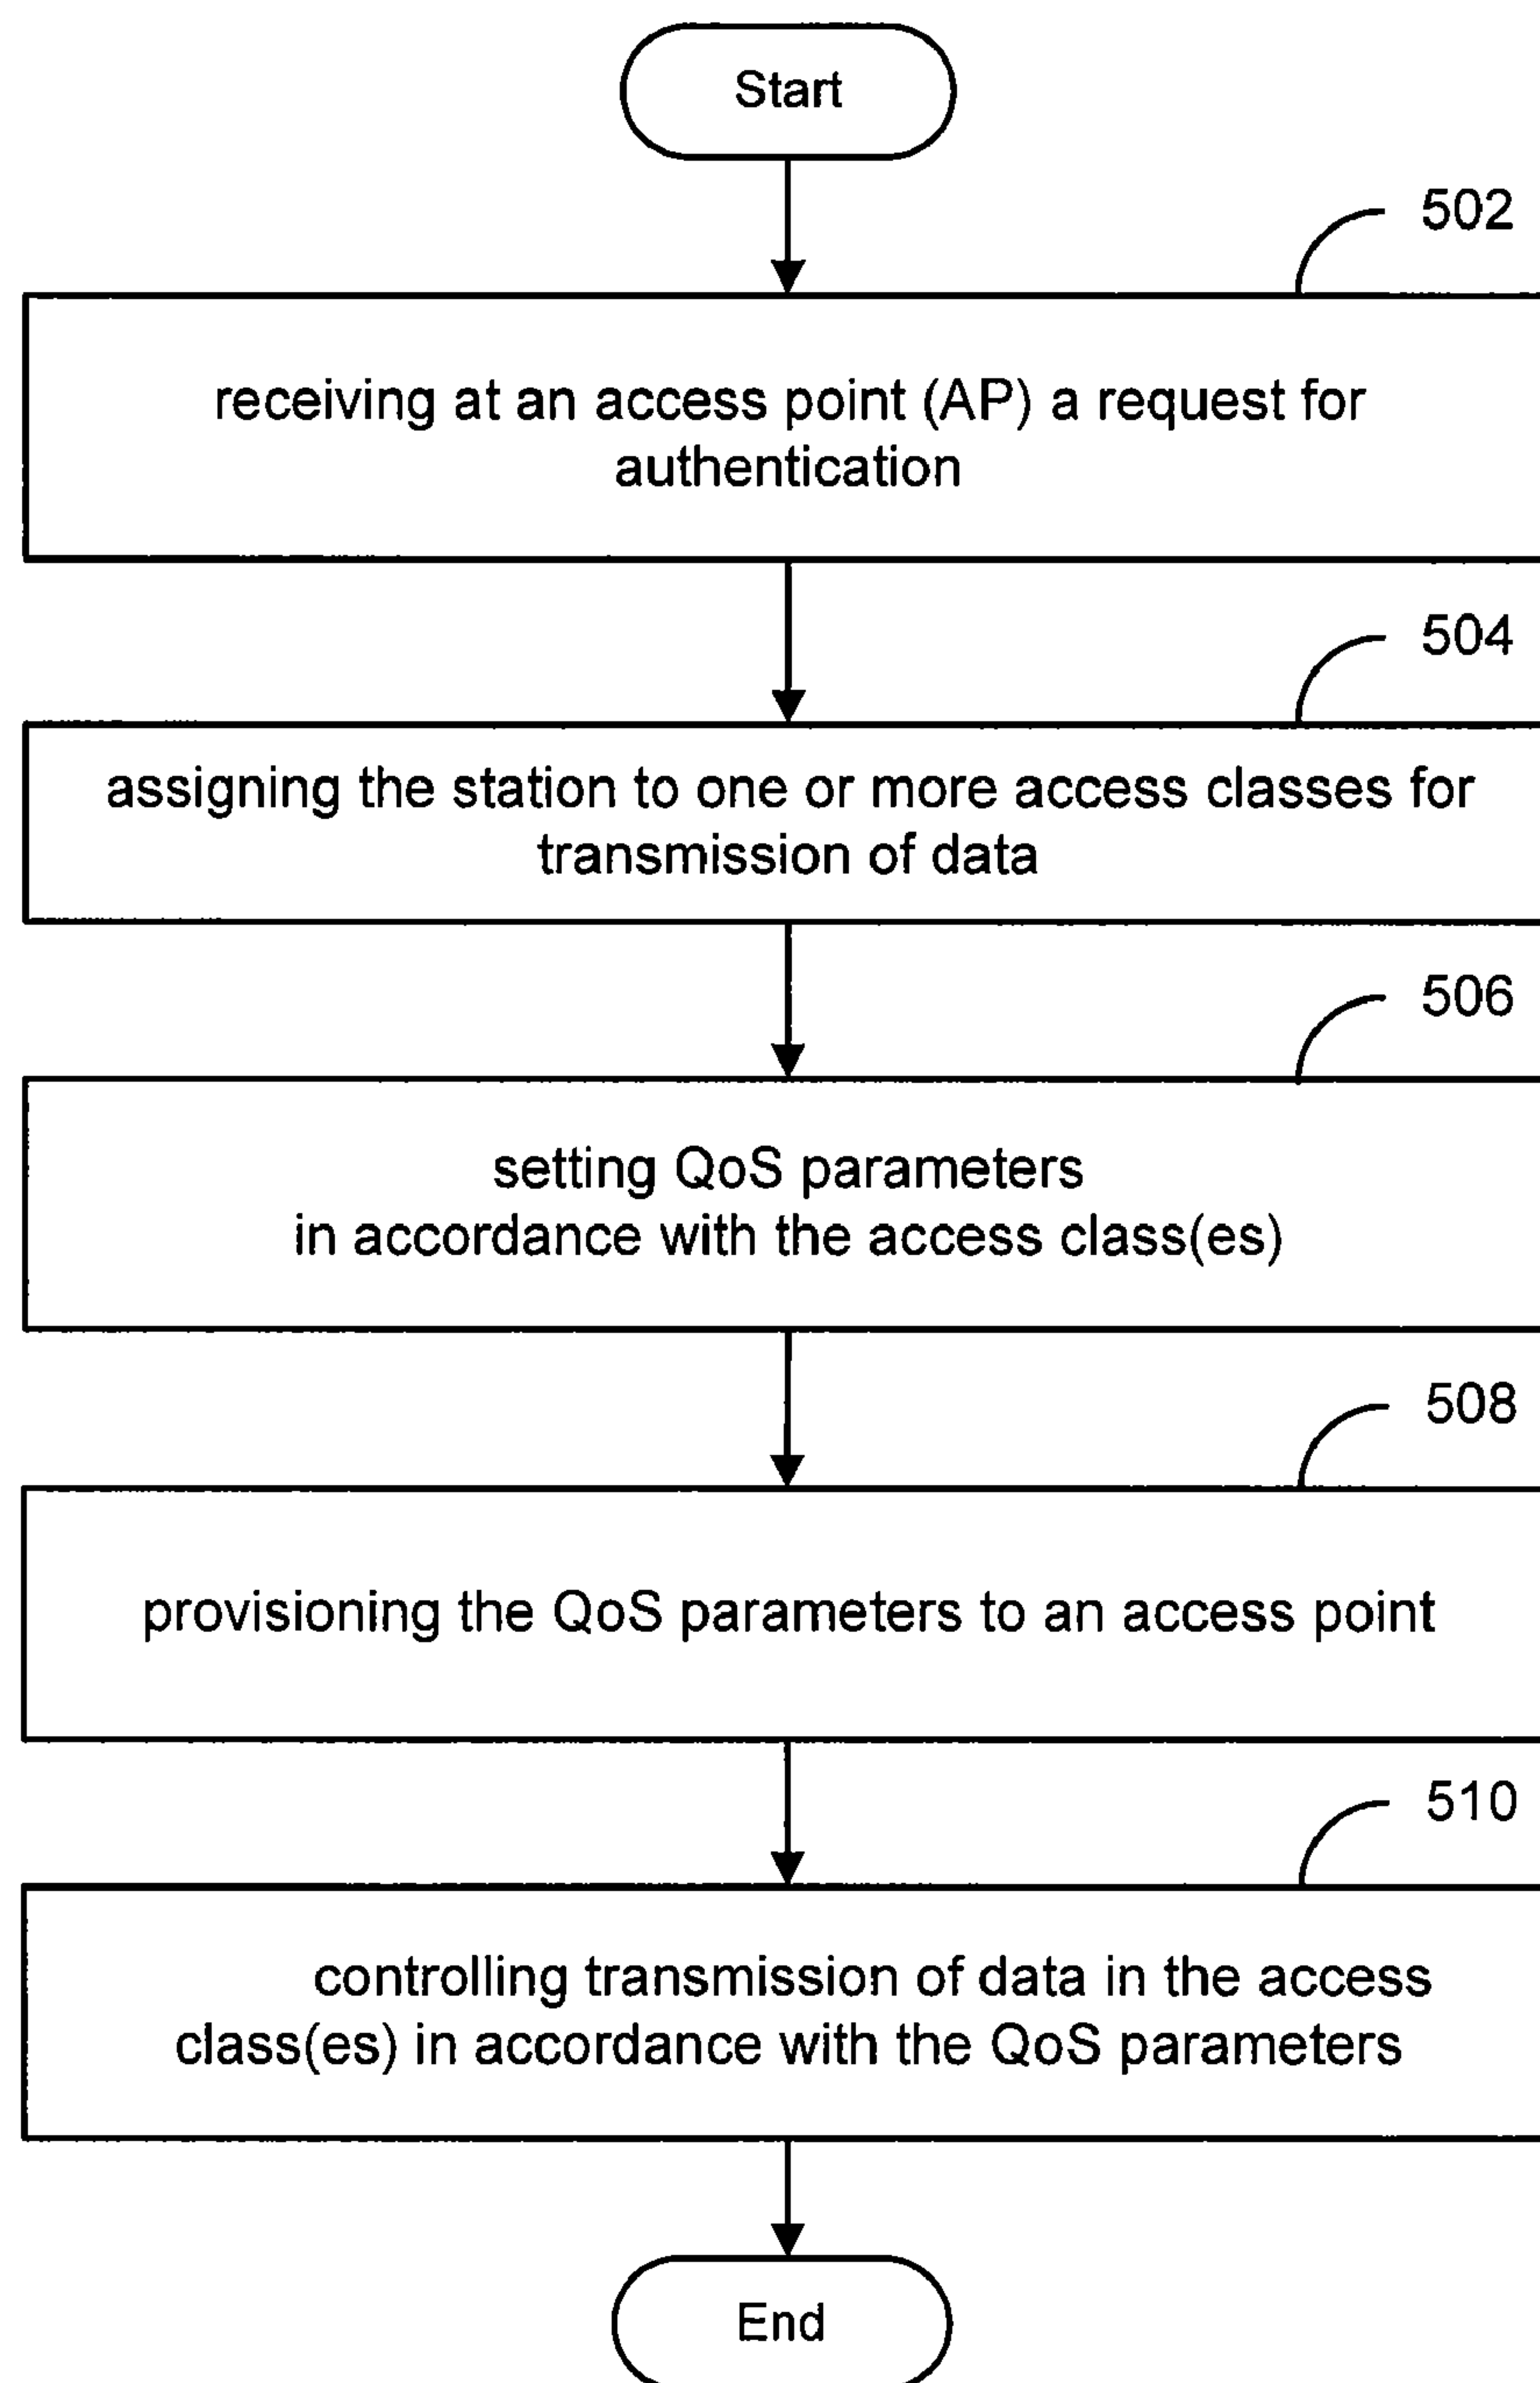 Start
502
receiving at an access point (AP) a request for
authentication
504
assigning the station to one or more access classes for
transmission of data
506
setting QoS parameters
in accordance with the access class(es)
508
provisioning the QoS parameters to an access point
510
controlling transmission of data in the access
class(es) in accordance with the QoS parameters
End